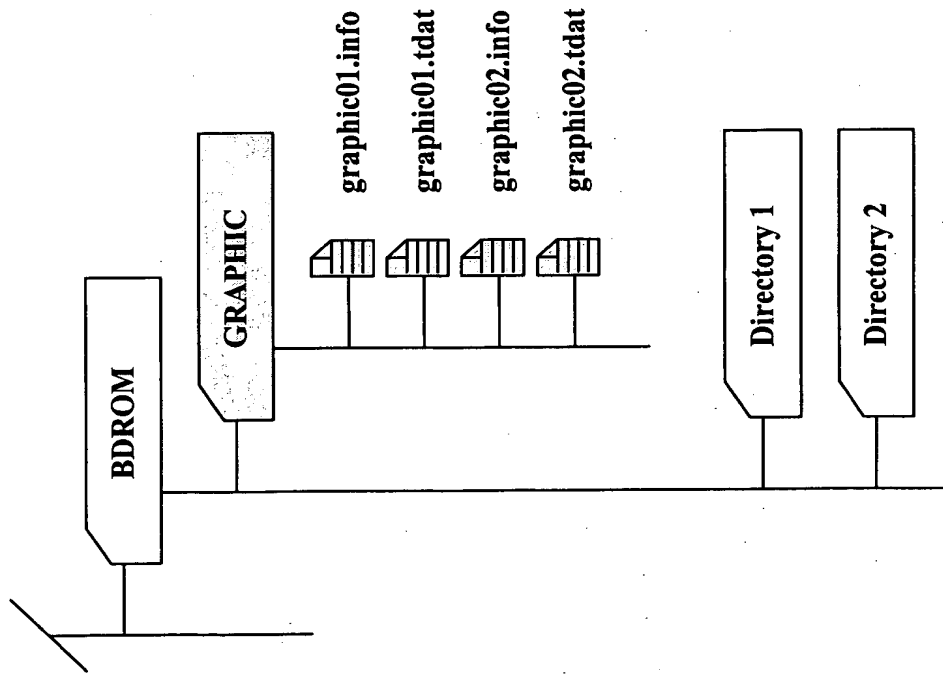 BDROM
GRAPHIC
graphic01.info
graphic01.tdat
graphic02.info
graphic02.tdat
Directory 1
Directory 2